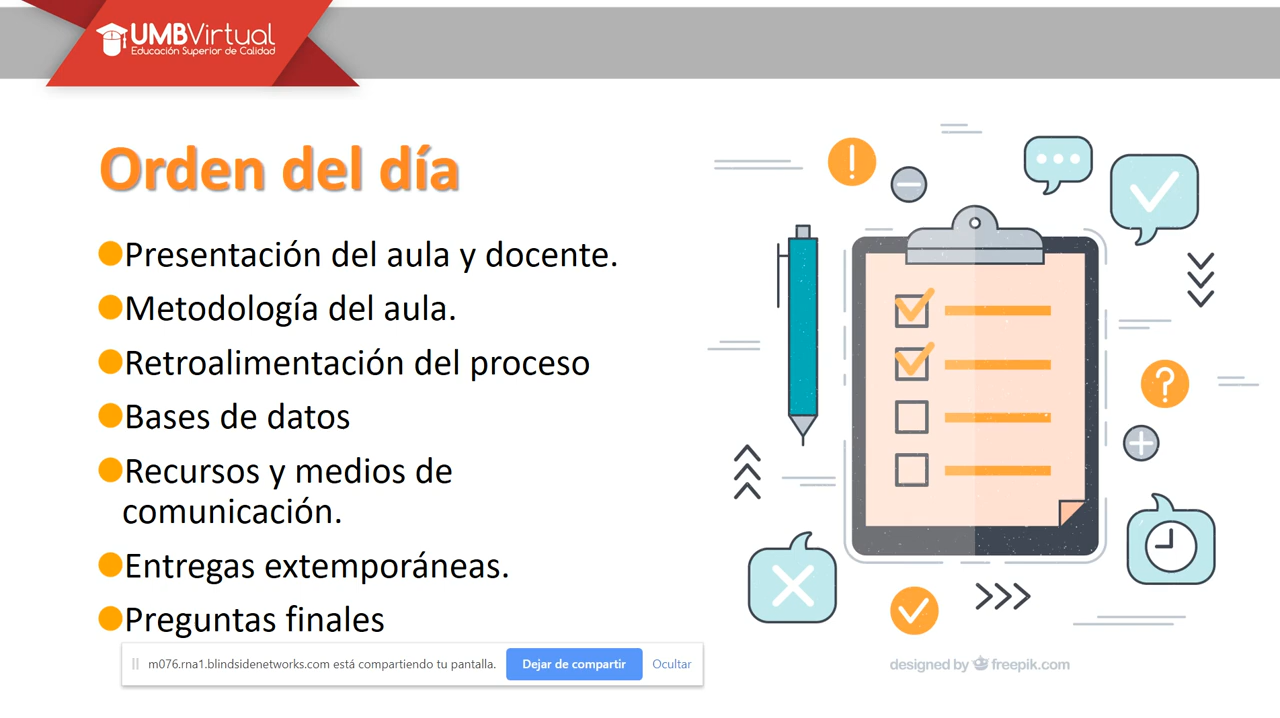 UMBVirtual
Educación Superior de Calidad
Orden del día
Presentación del aula y docente.
Metodología del aula.
Retroalimentación del proceso
Bases de datos
Recursos y medios de
comunicación.
Entregas extemporáneas.
Preguntas finales
m076.rna1.blindsidenetworks.com está compartiendo tu pantalla.
Dejar de compartir
Ocultar
designed by freepik.com